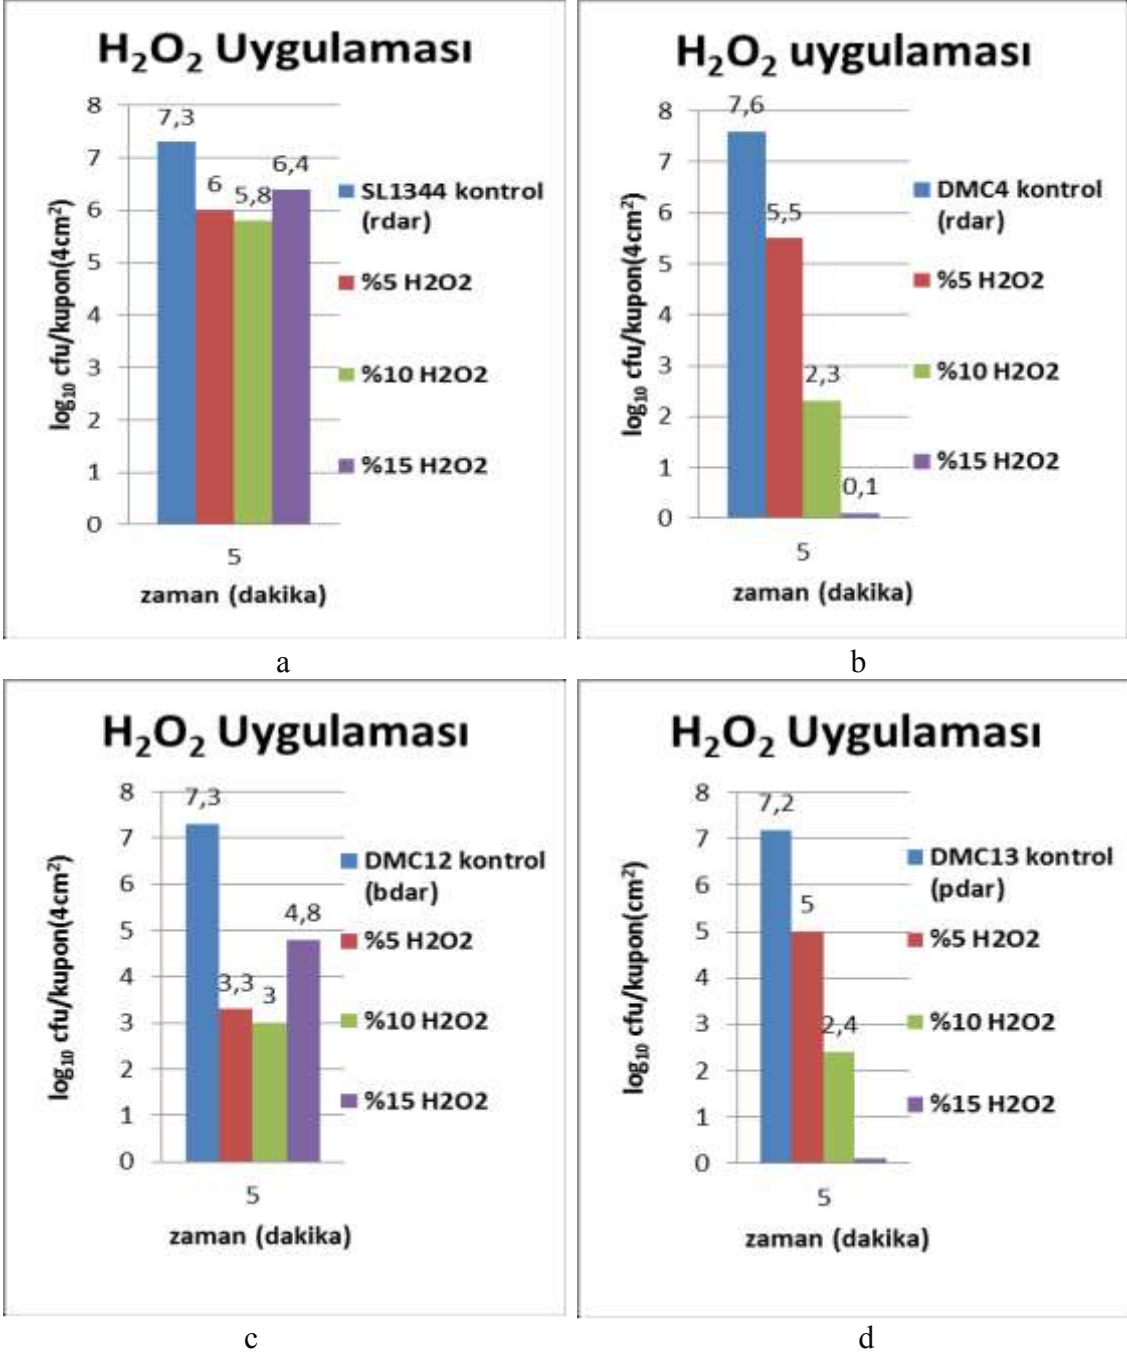 H₂O₂ Uygulaması
8
7
6
5
4
3
2
1
0
7,3
6
5,8
6,4
log₁₀ cfu/kupon(4cm²)
5
zaman (dakika)
SL1344 kontrol
(rdar)
%5 H2O2
%10 H2O2
%15 H2O2
a
H₂O₂ uygulaması
8
7
6
5
4
3
2
1
0
7,6
5,5
2,3
0,1
log₁₀ cfu/kupon(4cm²)
5
zaman (dakika)
DMC4 kontrol
(rdar)
%5 H2O2
%10 H2O2
%15 H2O2
b
H₂O₂ Uygulaması
8
7
6
5
4
3
2
1
0
7,3
3,3
3
4,8
log₁₀ cfu/kupon(4cm²)
5
zaman (dakika)
DMC12 kontrol
(bdar)
%5 H2O2
%10 H2O2
%15 H2O2
c
H₂O₂ Uygulaması
8
7
6
5
4
3
2
1
0
7,2
5
2,4
log₁₀ cfu/kupon(cm²)
5
zaman (dakika)
DMC13 kontrol
(pdar)
%5 H2O2
%10 H2O2
%15 H2O2
d